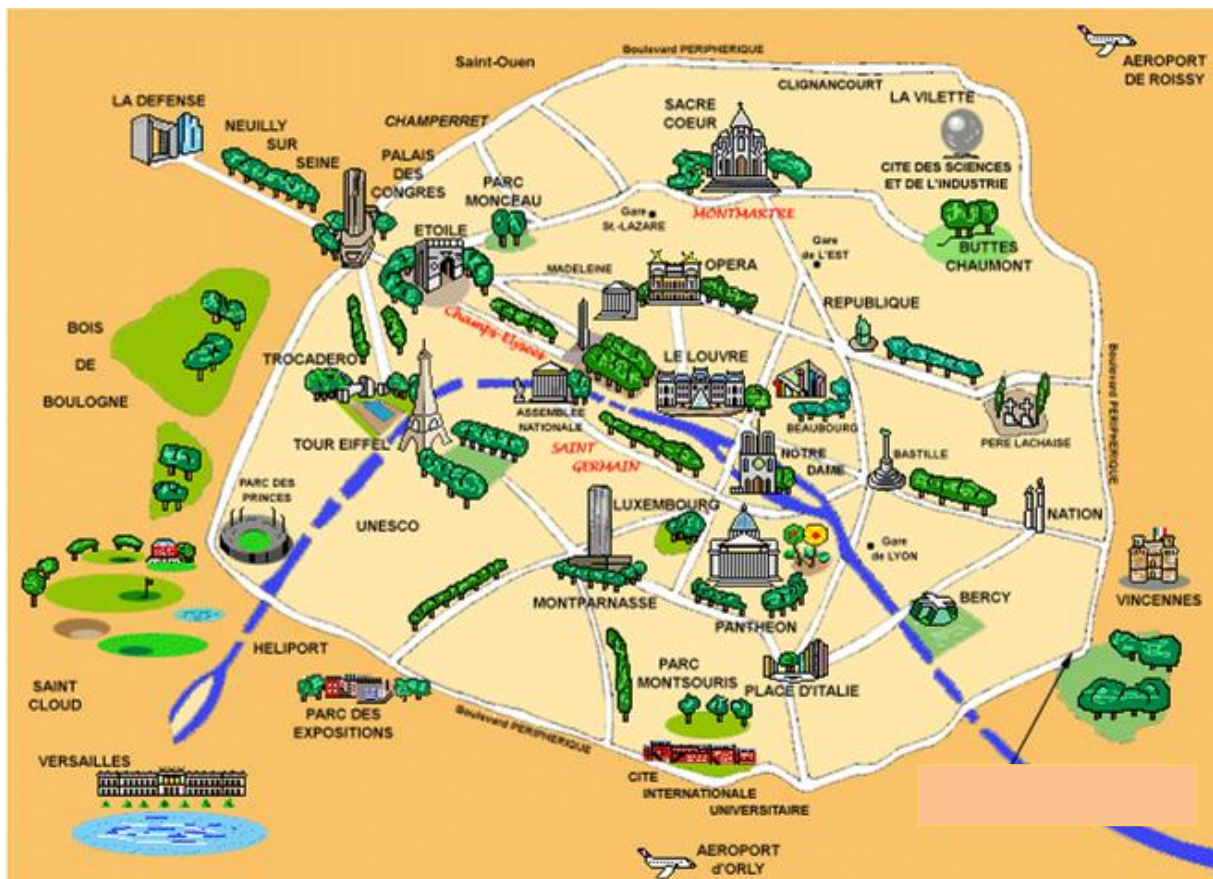 Boulevard PERIPHERIQUE
AEROPORT
DE ROISSY
Saint-Ouen
CLIGNANCOURT
LA DEFENSE
LA VILETTE
NEUILLY
SUR
SEINE
CHAMPERRET
SACRE
COEUR
PALAIS
DES
CONGRES
CITE DES SCIENCES
ET DE L'INDUSTRIE
PARC
MONCEAU
Gare
St.-LAZARE
MONTMARTRE
ETOILE
BUTTES
CHAUMONT
Gare
de L'EST
MADELEINE
OPERA
REPUBLIQUE
Champs-Elysees
BOIS
DE
BOULOGNE
TROCADERO
LE LOUVRE
Boulevard PERIPHERIQUE
ASSEMBLEE
NATIONALE
BEAUBOURG
PERE LACHAISE
TOUR EIFFEL
SAINT
GERMAIN
NOTRE
DAME
BASTILLE
PARC DES
PRINCES
LUXEMBOURG
NATION
UNESCO
Gare
de LYON
MONTPARNASSE
BERCY
VINCENNES
PANTHEON
HELIPORT
PARC
MONTSOURIS
PLACE D'ITALIE
SAINT
CLOUD
PARC DES
EXPOSITIONS
Boulevard PERIPHERIQUE
VERSAILLES
CITE
INTERNATIONALE
UNIVERSITAIRE
AEROPORT
d'ORLY